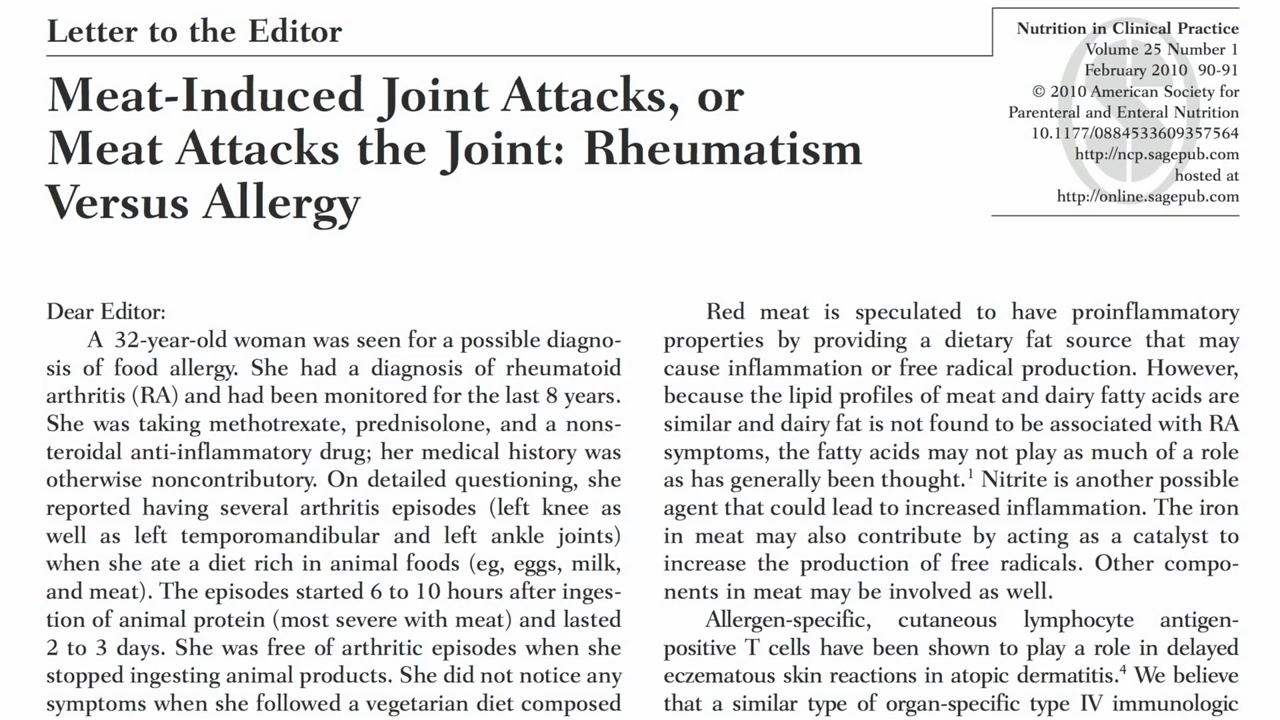 Letter to the Editor
Nutrition in Clinical Practice
Volume 25 Number 1
February 2010 90-91
© 2010 American Society for
Parenteral and Enteral Nutrition
10.1177/0884533609357564
http://ncp.sagepub.com
hosted at
http://online.sagepub.com
Meat-Induced Joint Attacks, or
Meat Attacks the Joint: Rheumatism
Versus Allergy
Dear Editor:
A 32-year-old woman was seen for a possible diagno-
sis of food allergy. She had a diagnosis of rheumatoid
arthritis (RA) and had been monitored for the last 8 years.
She was taking methotrexate, prednisolone, and a nons-
teroidal anti-inflammatory drug; her medical history was
otherwise noncontributory. On detailed questioning, she
reported having several arthritis episodes (left knee as
well as left temporomandibular and left ankle joints)
when she ate a diet rich in animal foods (eg, eggs, milk,
and meat). The episodes started 6 to 10 hours after inges-
tion of animal protein (most severe with meat) and lasted
2 to 3 days. She was free of arthritic episodes when she
stopped ingesting animal products. She did not notice any
symptoms when she followed a vegetarian diet composed
Red meat is speculated to have proinflammatory
properties by providing a dietary fat source that may
cause inflammation or free radical production. However,
because the lipid profiles of meat and dairy fatty acids are
similar and dairy fat is not found to be associated with RA
symptoms, the fatty acids may not play as much of a role
as has generally been thought.¹ Nitrite is another possible
agent that could lead to increased inflammation. The iron
in meat may also contribute by acting as a catalyst to
increase the production of free radicals. Other compo-
nents in meat may be involved as well.
Allergen-specific, cutaneous lymphocyte antigen-
positive T cells have been shown to play a role in delayed
eczematous skin reactions in atopic dermatitis.⁴ We believe
that a similar type of organ-specific type IV immunologic